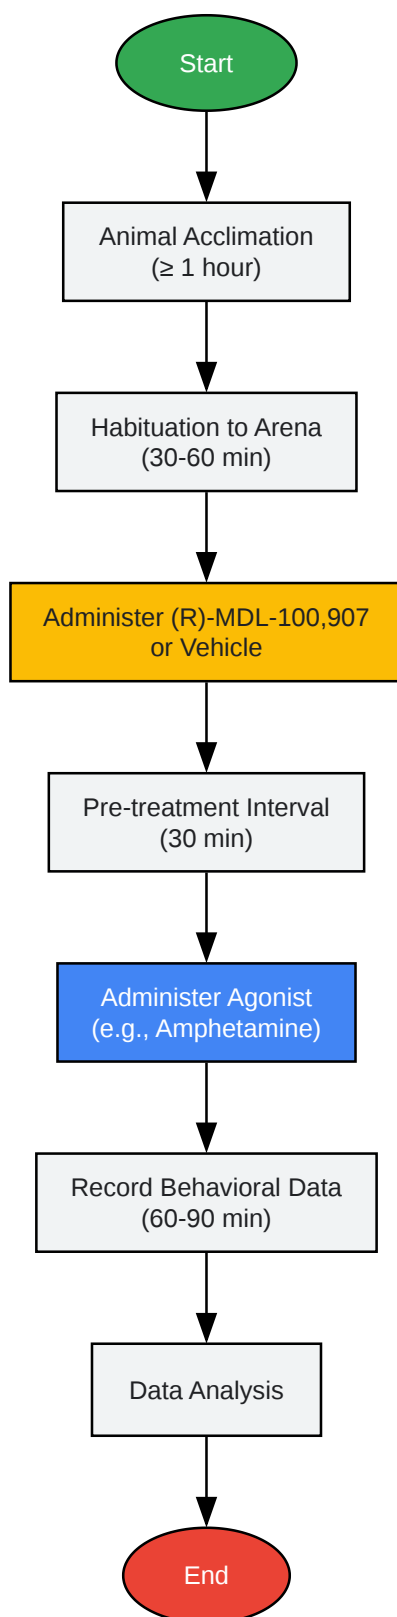 Start
Animal Acclimation
(≥ 1 hour)
Habituation to Arena
(30-60 min)
Administer (R)-MDL-100,907
or Vehicle
Pre-treatment Interval
(30 min)
Administer Agonist
(e.g., Amphetamine)
Record Behavioral Data
(60-90 min)
Data Analysis
End